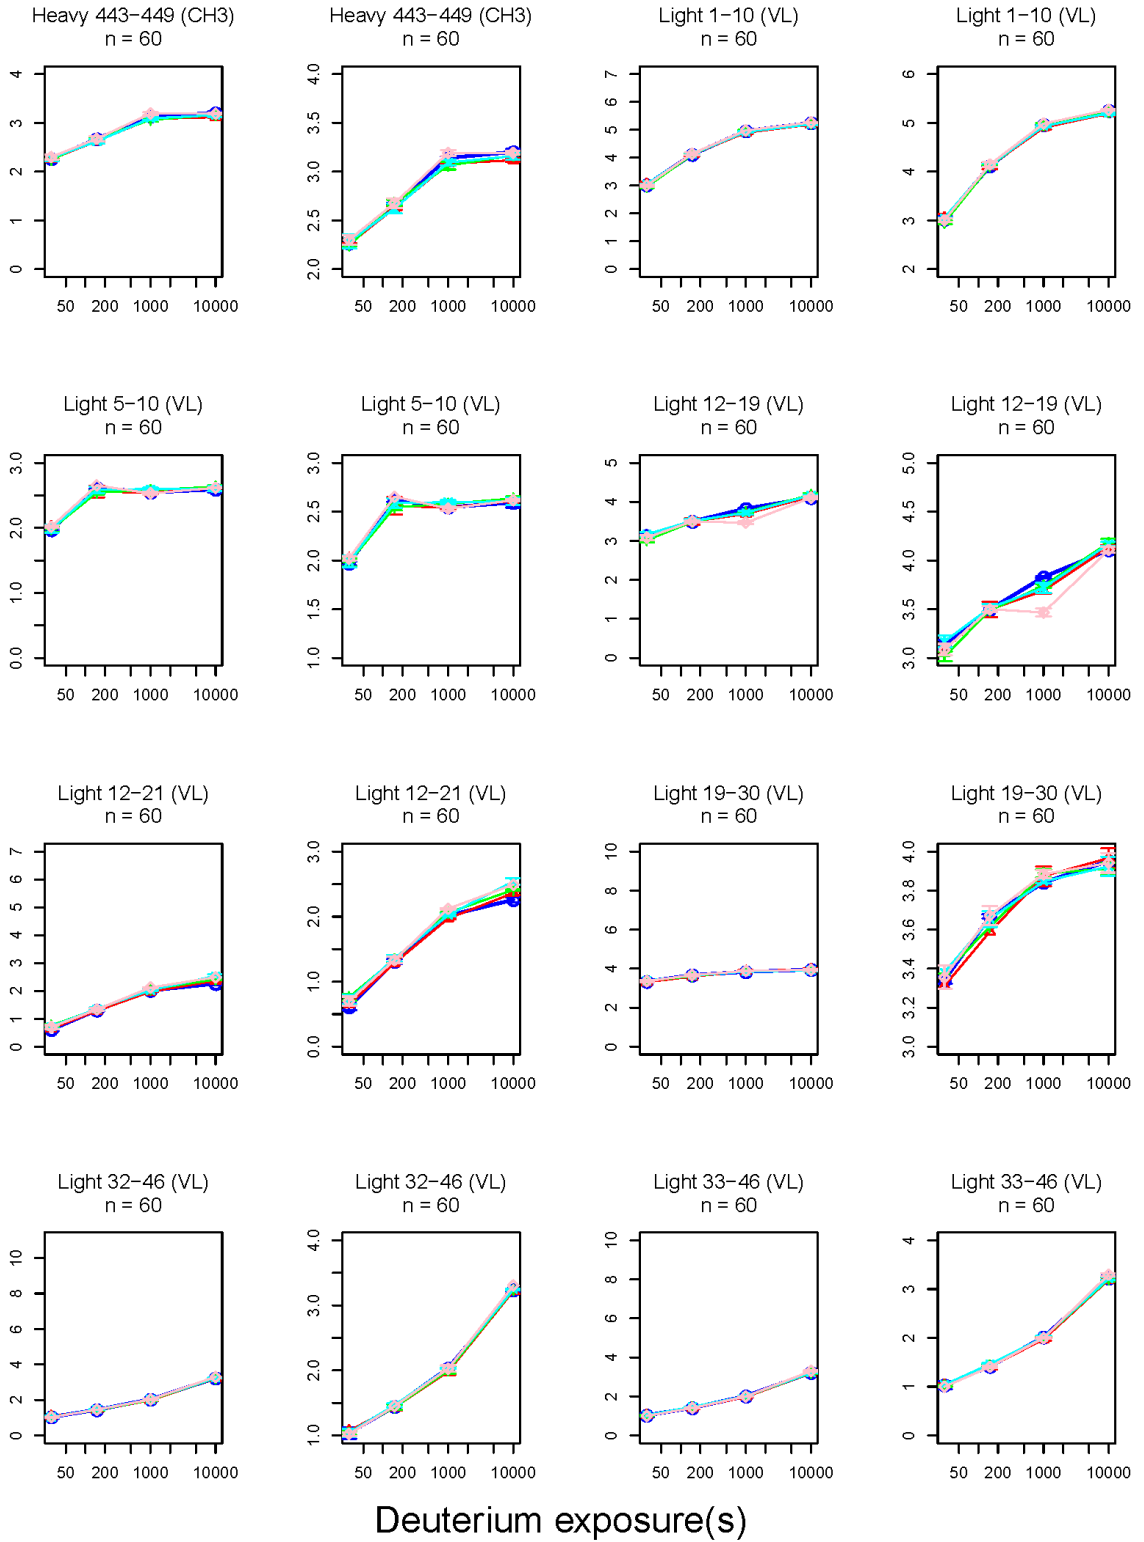 Heavy 443−449 (CH3)
n = 60
4
3
2
1
0
50 200 1000 10000
Heavy 443−449 (CH3)
n = 60
4.0
3.5
3.0
2.5
2.0
50 200 1000 10000
Light 1−10 (VL)
n = 60
7
6
5
4
3
2
1
0
50 200 1000 10000
Light 1−10 (VL)
n = 60
6
5
4
3
2
50 200 1000 10000
Light 5−10 (VL)
n = 60
3.0
2.0
1.0
0.0
50 200 1000 10000
Light 5−10 (VL)
n = 60
3.0
2.5
2.0
1.5
1.0
50 200 1000 10000
Light 12−19 (VL)
n = 60
5
4
3
2
1
0
50 200 1000 10000
Light 12−19 (VL)
n = 60
5.0
4.5
4.0
3.5
3.0
50 200 1000 10000
Light 12−21 (VL)
n = 60
7
6
5
4
3
2
1
0
50 200 1000 10000
Light 12−21 (VL)
n = 60
3.0
2.0
1.0
0.0
50 200 1000 10000
Light 19−30 (VL)
n = 60
10
8
6
4
2
0
50 200 1000 10000
Light 19−30 (VL)
n = 60
4.0
3.8
3.6
3.4
3.2
3.0
50 200 1000 10000
Light 32−46 (VL)
n = 60
10
8
6
4
2
0
50 200 1000 10000
Light 32−46 (VL)
n = 60
4.0
3.0
2.0
1.0
50 200 1000 10000
Light 33−46 (VL)
n = 60
10
8
6
4
2
0
50 200 1000 10000
Light 33−46 (VL)
n = 60
4
3
2
1
0
50 200 1000 10000
Deuterium exposure(s)